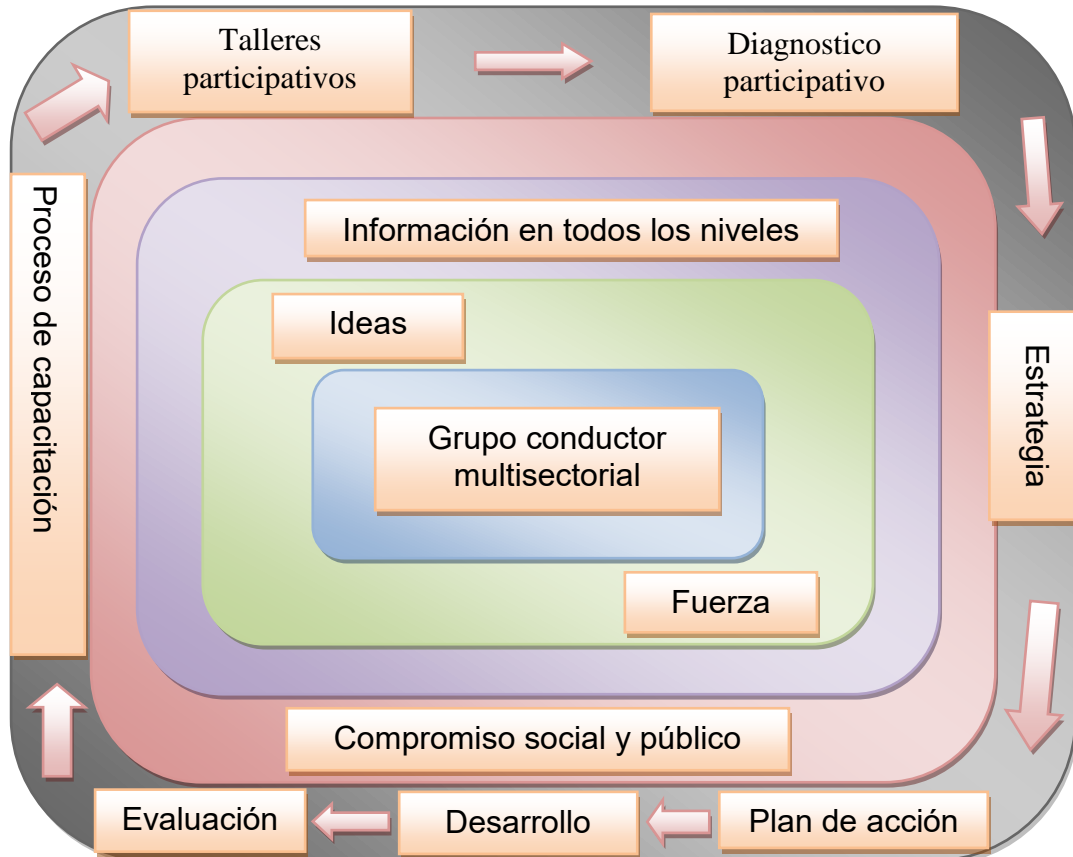 Talleres
participativos
Diagnostico
participativo
Proceso de capacitación
Información en todos los niveles
Ideas
Grupo conductor
multisectorial
Fuerza
Estrategia
Compromiso social y público
Evaluación
Desarrollo
Plan de acción